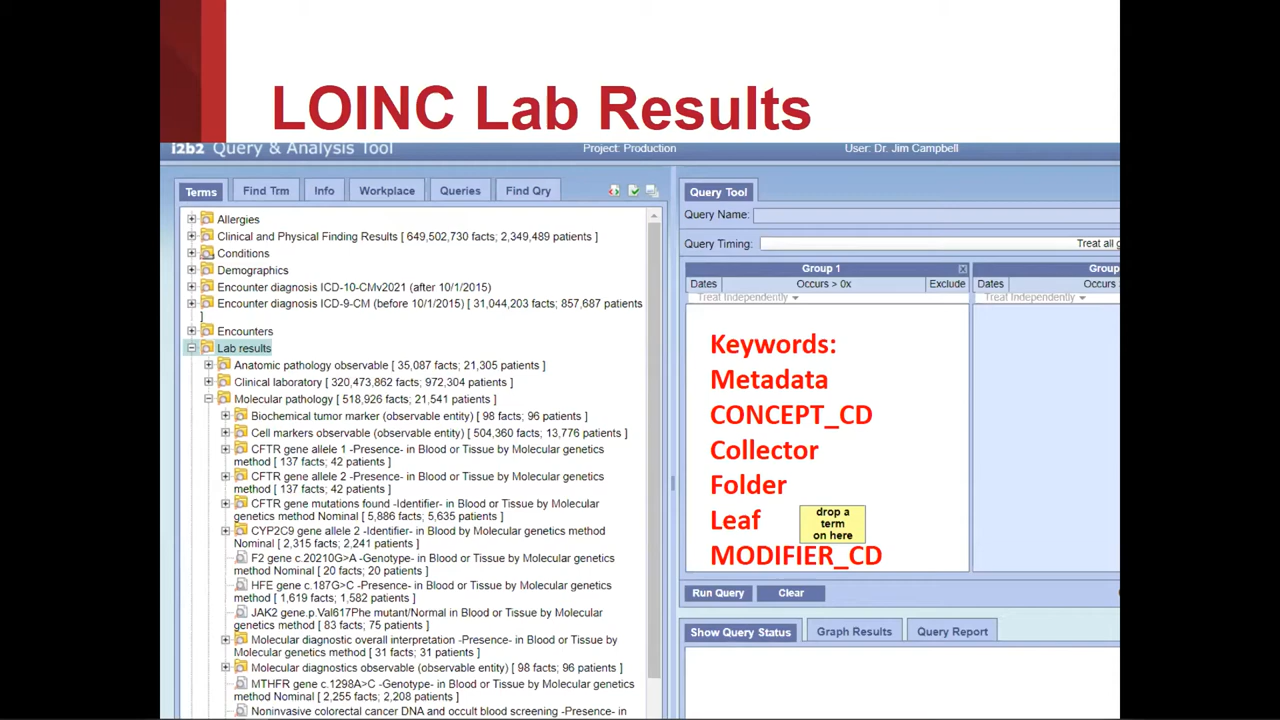 LOINC Lab Results
i2b2 Query & Analysis Tool
Project: Production
User: Dr. Jim Campbell
Terms
Find Trm
Info
Workplace
Queries
Find Qry
Allergies
Clinical and Physical Finding Results [ 649,502,730 facts; 2,349,489 patients ]
Conditions
Demographics
Encounter diagnosis ICD-10-CMv2021 (after 10/1/2015)
Encounter diagnosis ICD-9-CM (before 10/1/2015) [ 31,044,203 facts; 857,687 patients
]
Encounters
Lab results
Anatomic pathology observable [ 35,087 facts; 21,305 patients ]
Clinical laboratory [ 320,473,862 facts; 972,304 patients ]
Molecular pathology [ 518,926 facts; 21,541 patients ]
Biochemical tumor marker (observable entity) [ 98 facts; 96 patients ]
Cell markers observable (observable entity) [ 504,360 facts; 13,776 patients ]
CFTR gene allele 1 -Presence- in Blood or Tissue by Molecular genetics
method [ 137 facts; 42 patients ]
CFTR gene allele 2 -Presence- in Blood or Tissue by Molecular genetics
method [ 137 facts; 42 patients ]
CFTR gene mutations found -Identifier- in Blood or Tissue by Molecular
genetics method Nominal [ 5,886 facts; 5,635 patients ]
CYP2C9 gene allele 2 -Identifier- in Blood or Tissue by Molecular genetics method
Nominal [ 2,315 facts; 2,241 patients ]
F2 gene c.20210G>A -Genotype- in Blood or Tissue by Molecular genetics
method Nominal [ 20 facts; 20 patients ]
HFE gene c.187G>C -Presence- in Blood or Tissue by Molecular genetics
method [ 1,619 facts; 1,582 patients ]
JAK2 gene.p.Val617Phe mutant/Normal in Blood or Tissue by Molecular
genetics method [ 83 facts; 75 patients ]
Molecular diagnostic overall interpretation -Presence- in Blood or Tissue by
Molecular genetics method [ 31 facts; 31 patients ]
Molecular diagnostics observable (observable entity) [ 98 facts; 96 patients ]
MTHFR gene c.1298A>C -Genotype- in Blood or Tissue by Molecular genetics
method Nominal [ 2,255 facts; 2,208 patients ]
Noninvasive colorectal cancer DNA and occult blood screening -Presence- in
Query Tool
Query Name:
Query Timing:
Treat all g
Group 1
Dates
Occurs > 0x
Exclude
Treat Independently
Group
Dates
Occurs
Treat Independently
Keywords:
Metadata
CONCEPT_CD
Collector
Folder
Leaf
MODIFIER_CD
drop a
term
on here
Run Query
Clear
Show Query Status
Graph Results
Query Report